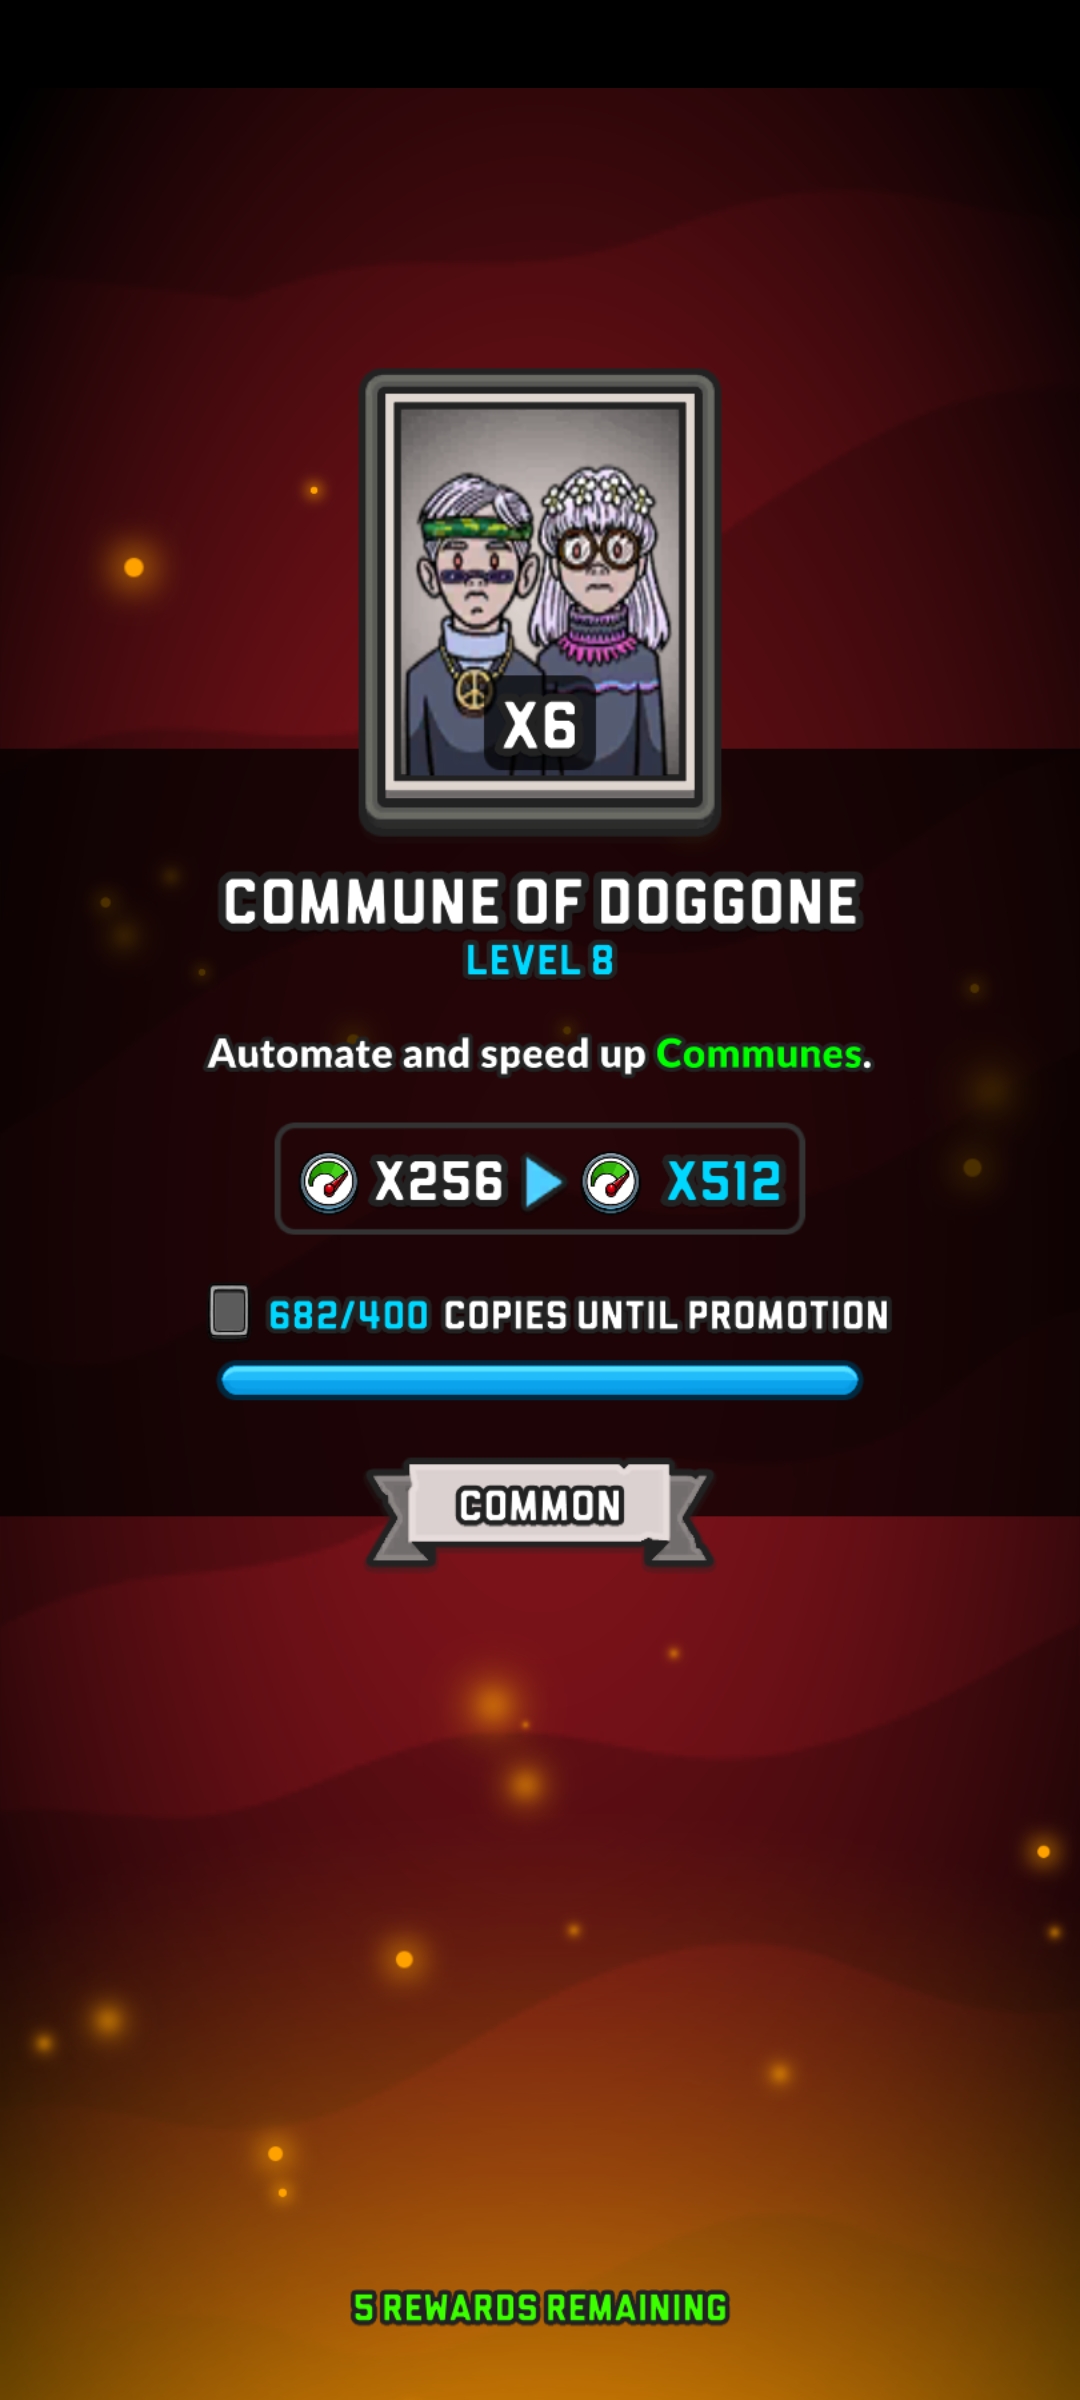 X6
COMMUNE OF DOGGONE
LEVEL 8
Automate and speed up Communes.
X256 X512
682/400 COPIES UNTIL PROMOTION
COMMON
5 REWARDS REMAINING